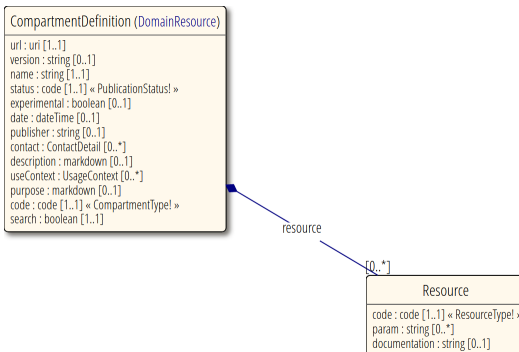 CompartmentDefinition (DomainResource)
url : uri [1..1]
version : string [0..1]
name : string [1..1]
status : code [1..1] « PublicationStatus! »
experimental : boolean [0..1]
date : dateTime [0..1]
publisher : string [0..1]
contact : ContactDetail [0..*]
description : markdown [0..1]
useContext : UsageContext [0..*]
purpose : markdown [0..1]
code : code [1..1] « CompartmentType! »
search : boolean [1..1]
resource
[0..*]
Resource
code : code [1..1] « ResourceType! »
param : string [0..*]
documentation : string [0..1]